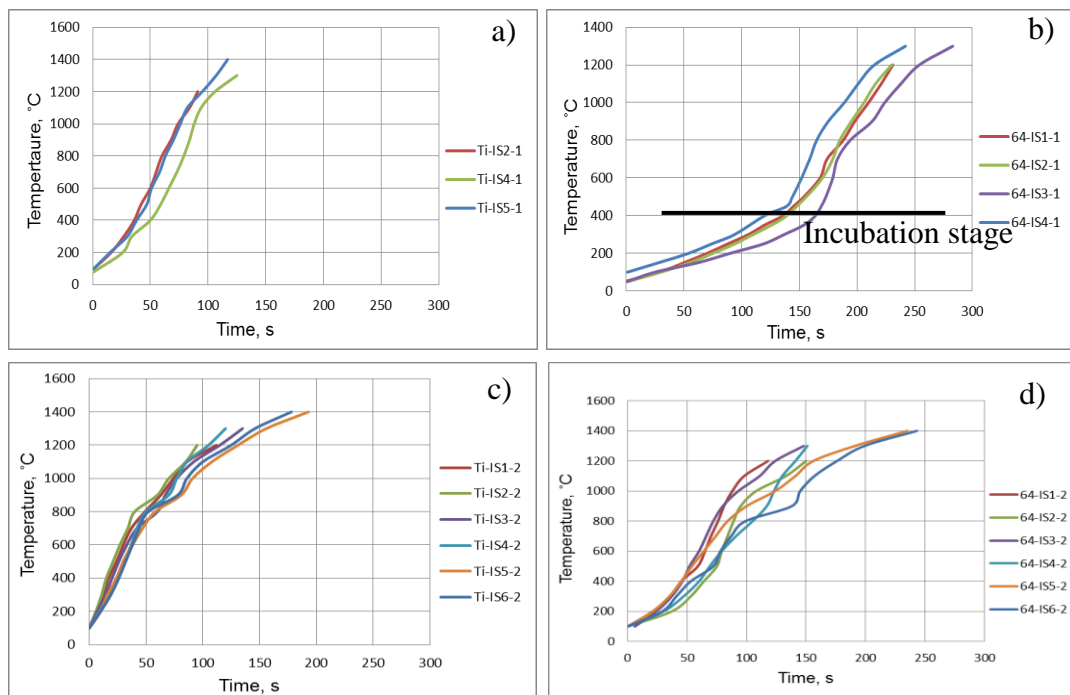 a)
1600
1400
1200
1000
800
600
400
200
0
0 50 100 150 200 250 300
Tempertaure, ˚C
Time, s
Ti-IS2-1
Ti-IS4-1
Ti-IS5-1
b)
1400
1200
1000
800
600
400
200
0
0 50 100 150 200 250 300
Temperature, ˚C
Time, s
Incubation stage
64-IS1-1
64-IS2-1
64-IS3-1
64-IS4-1
c)
1600
1400
1200
1000
800
600
400
200
0
0 50 100 150 200 250 300
Temperature, ˚C
Time, s
Ti-IS1-2
Ti-IS2-2
Ti-IS3-2
Ti-IS4-2
Ti-IS5-2
Ti-IS6-2
d)
1600
1400
1200
1000
800
600
400
200
0
0 50 100 150 200 250 300
Temperature, ˚C
Time, s
64-IS1-2
64-IS2-2
64-IS3-2
64-IS4-2
64-IS5-2
64-IS6-2